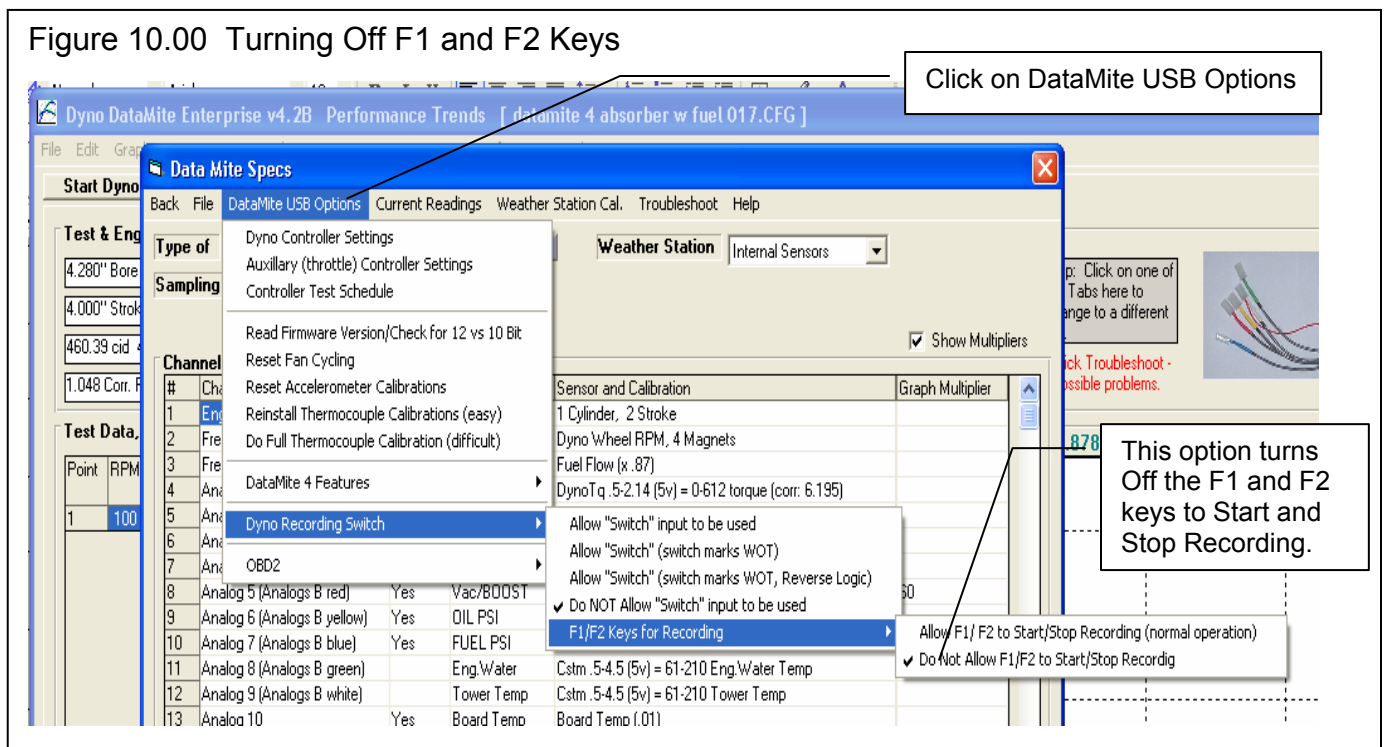 Figure 10.00 Turning Off F1 and F2 Keys
Click on DataMite USB Options
Dyno DataMite Enterprise v4.2B Performance Trends [ datamite 4 absorber w fuel 017.CFG ]
File Edit Grap
Data Mite Specs
Start Dyno
Back File DataMite USB Options Current Readings Weather Station Cal. Troubleshoot Help
Test & Eng
Type of
Weather Station Internal Sensors
4.280" Bore
Sampling
4.000" Strok
460.39 cid 4
1.048 Corr. F
Dyno Controller Settings
Auxillary (throttle) Controller Settings
Controller Test Schedule
Read Firmware Version/Check for 12 vs 10 Bit
Reset Fan Cycling
Reset Accelerometer Calibrations
Reinstall Thermocouple Calibrations (easy)
Do Full Thermocouple Calibration (difficult)
DataMite 4 Features
Dyno Recording Switch
OBD2
p: Click on one of
Tabs here to
ange to a different
ick Troubleshoot -
ossible problems.
Show Multipliers
Channel
# Cha Sensor and Calibration Graph Multiplier
1 Eng 1 Cylinder, 2 Stroke
2 Fre Dyno Wheel RPM, 4 Magnets
3 Fre Fuel Flow (x .87)
4 Ana DynoTq .5-2.14 (5v) = 0-612 torque (corr: 6.195)
5 Ana
6 Ana
7 Ana
8 Analog 5 (Analogs B red) Yes Vac/BOOST 60
9 Analog 6 (Analogs B yellow) Yes OIL PSI
10 Analog 7 (Analogs B blue) Yes FUEL PSI
11 Analog 8 (Analogs B green) Eng.Water Cstm .5-4.5 (5v) = 61-210 Eng.Water Temp
12 Analog 9 (Analogs B white) Tower Temp Cstm .5-4.5 (5v) = 61-210 Tower Temp
13 Analog 10 Yes Board Temp Board Temp (.01)
Test Data,
Point RPM
1 100
.878
Allow "Switch" input to be used
Allow "Switch" (switch marks WOT)
Allow "Switch" (switch marks WOT, Reverse Logic)
Do NOT Allow "Switch" input to be used
F1/F2 Keys for Recording
Allow F1/ F2 to Start/Stop Recording (normal operation)
Do Not Allow F1/F2 to Start/Stop Recordig
This option turns
Off the F1 and F2
keys to Start and
Stop Recording.